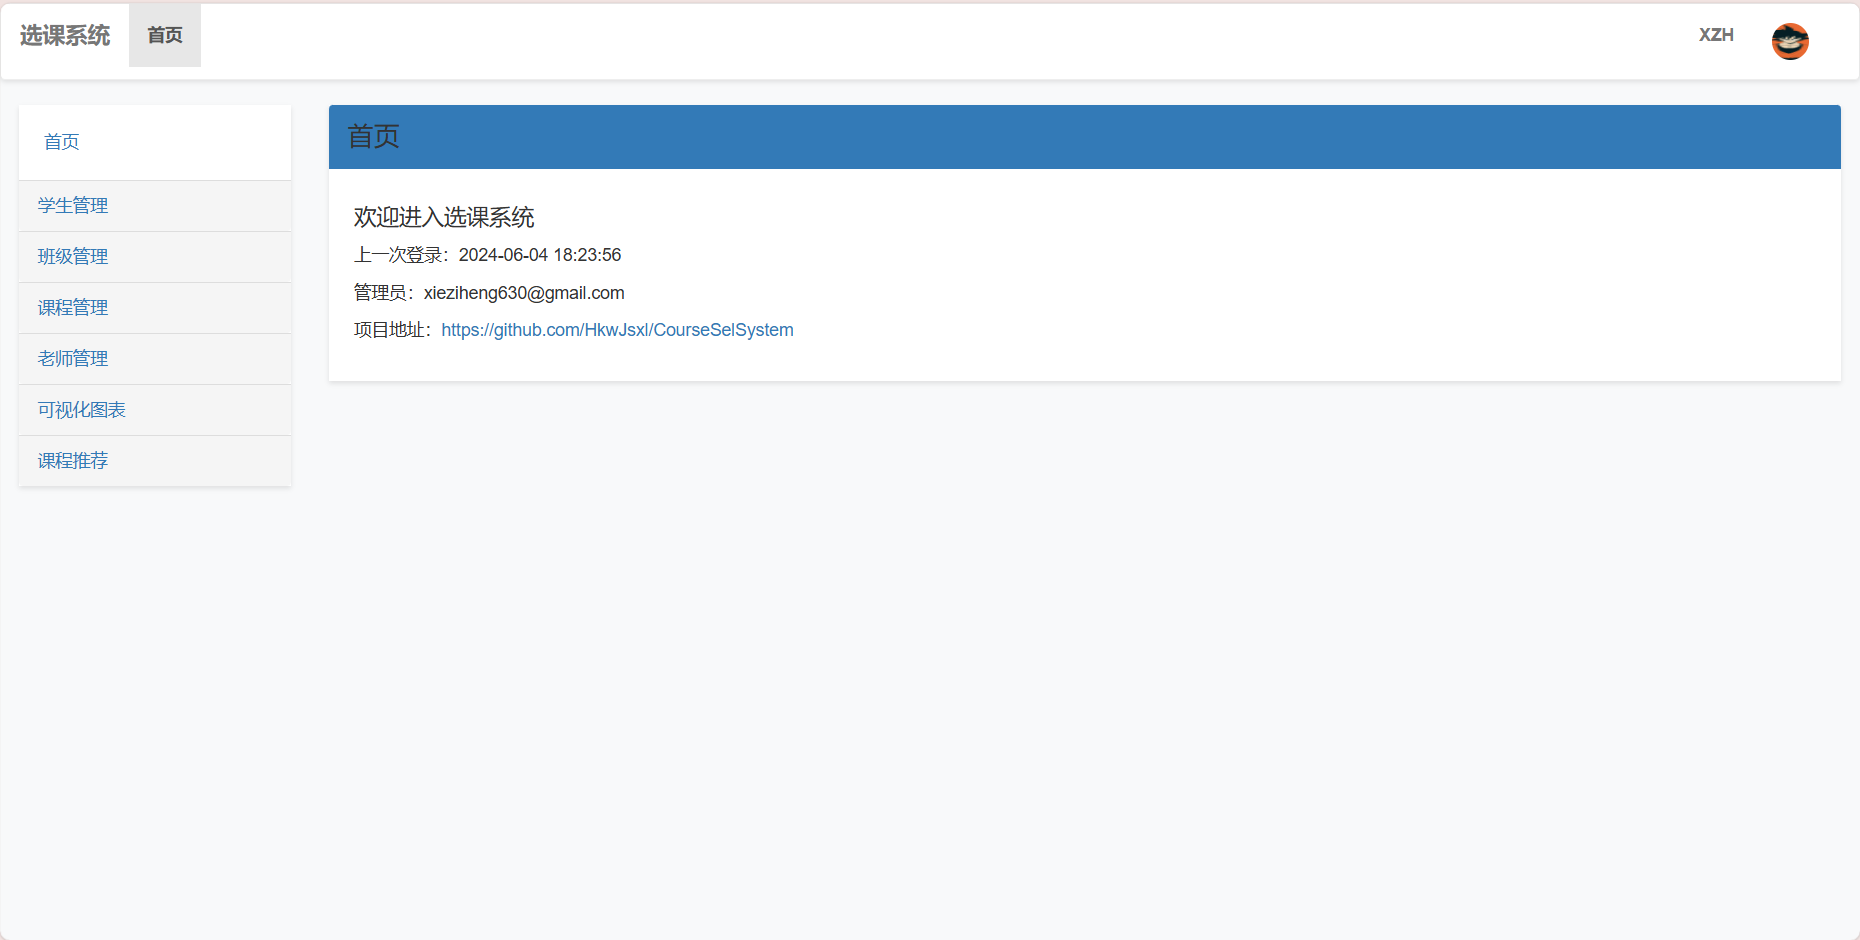 选课系统 首页 XZH
首页
学生管理
班级管理
课程管理
老师管理
可视化图表
课程推荐
首页
欢迎进入选课系统
上一次登录：2024-06-04 18:23:56
管理员：xieziheng630@gmail.com
项目地址：https://github.com/HkwJsxl/CourseSelSystem